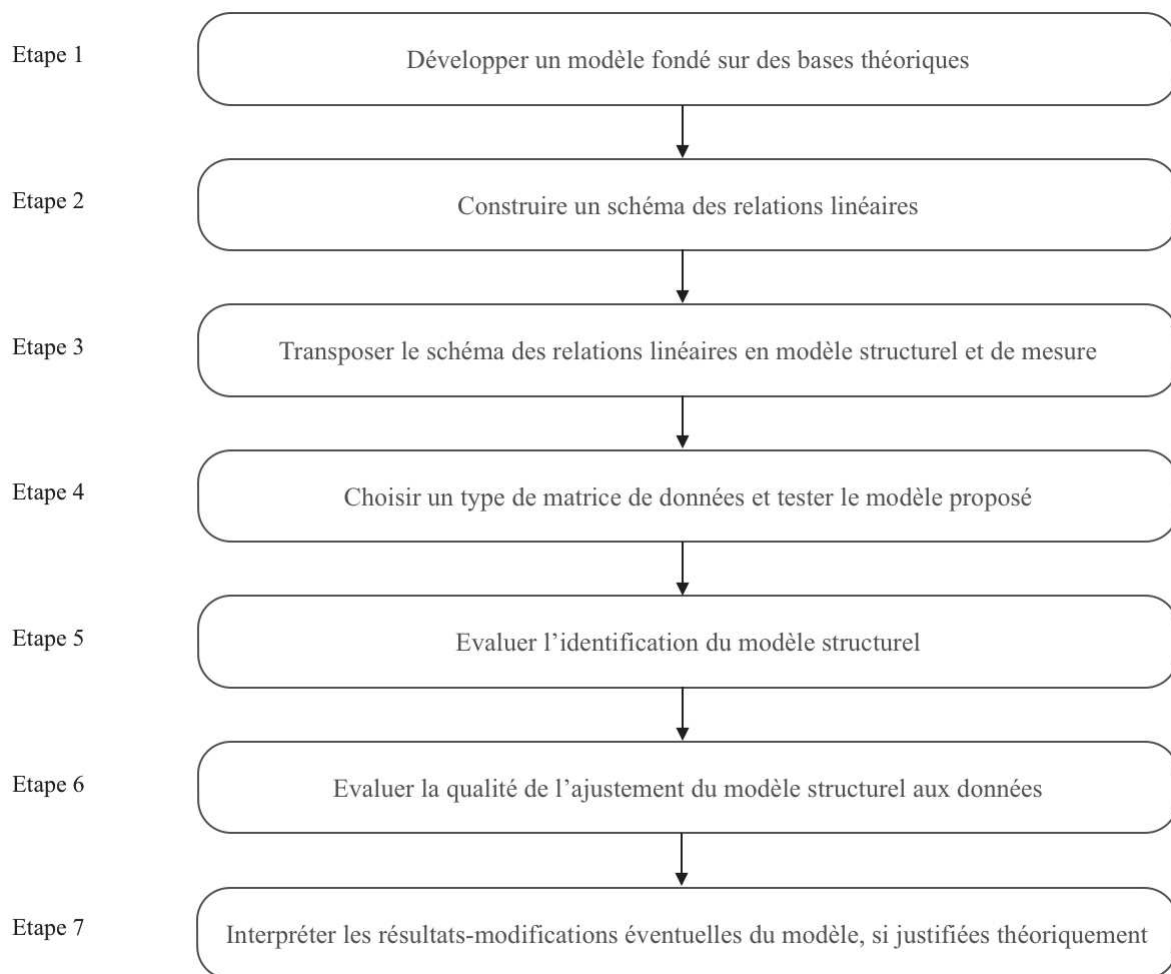 Etape 1
Développer un modèle fondé sur des bases théoriques
Etape 2
Construire un schéma des relations linéaires
Etape 3
Transposer le schéma des relations linéaires en modèle structurel et de mesure
Etape 4
Choisir un type de matrice de données et tester le modèle proposé
Etape 5
Evaluer l’identification du modèle structurel
Etape 6
Evaluer la qualité de l’ajustement du modèle structurel aux données
Etape 7
Interpréter les résultats-modifications éventuelles du modèle, si justifiées théoriquement